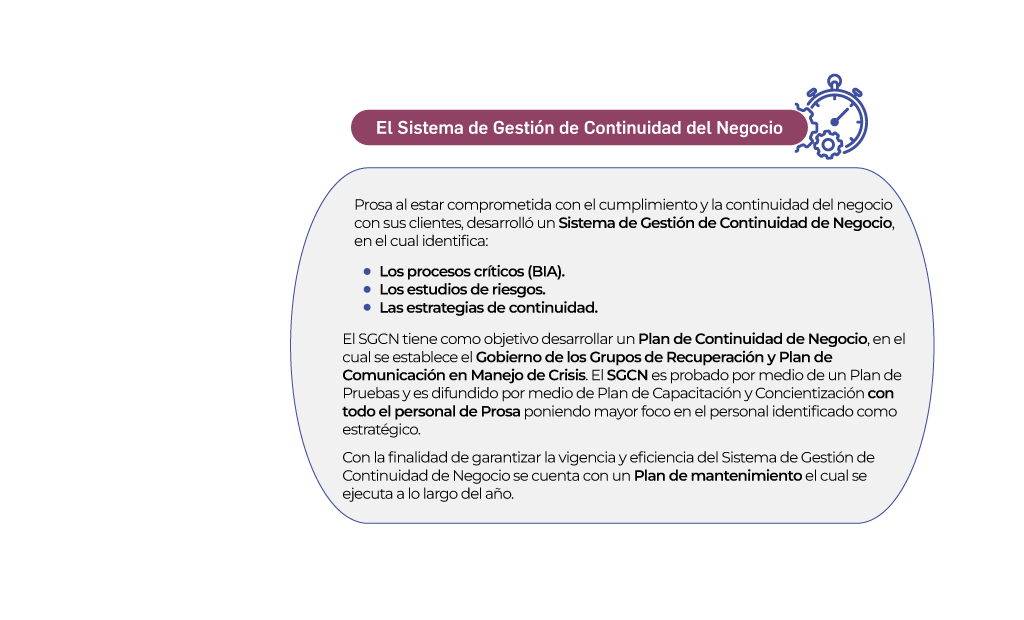 El Sistema de Gestión de Continuidad del Negocio
Prosa al estar comprometida con el cumplimiento y la continuidad del negocio
con sus clientes, desarrolló un Sistema de Gestión de Continuidad de Negocio,
en el cual identifica:
• Los procesos críticos (BIA).
• Los estudios de riesgos.
• Las estrategias de continuidad.
El SGCN tiene como objetivo desarrollar un Plan de Continuidad de Negocio, en el
cual se establece el Gobierno de los Grupos de Recuperación y Plan de
Comunicación en Manejo de Crisis. El SGCN es probado por medio de un Plan de
Pruebas y es difundido por medio de Plan de Capacitación y Concientización con
todo el personal de Prosa poniendo mayor foco en el personal identificado como
estratégico.
Con la finalidad de garantizar la vigencia y eficiencia del Sistema de Gestión de
Continuidad de Negocio se cuenta con un Plan de mantenimiento el cual se
ejecuta a lo largo del año.